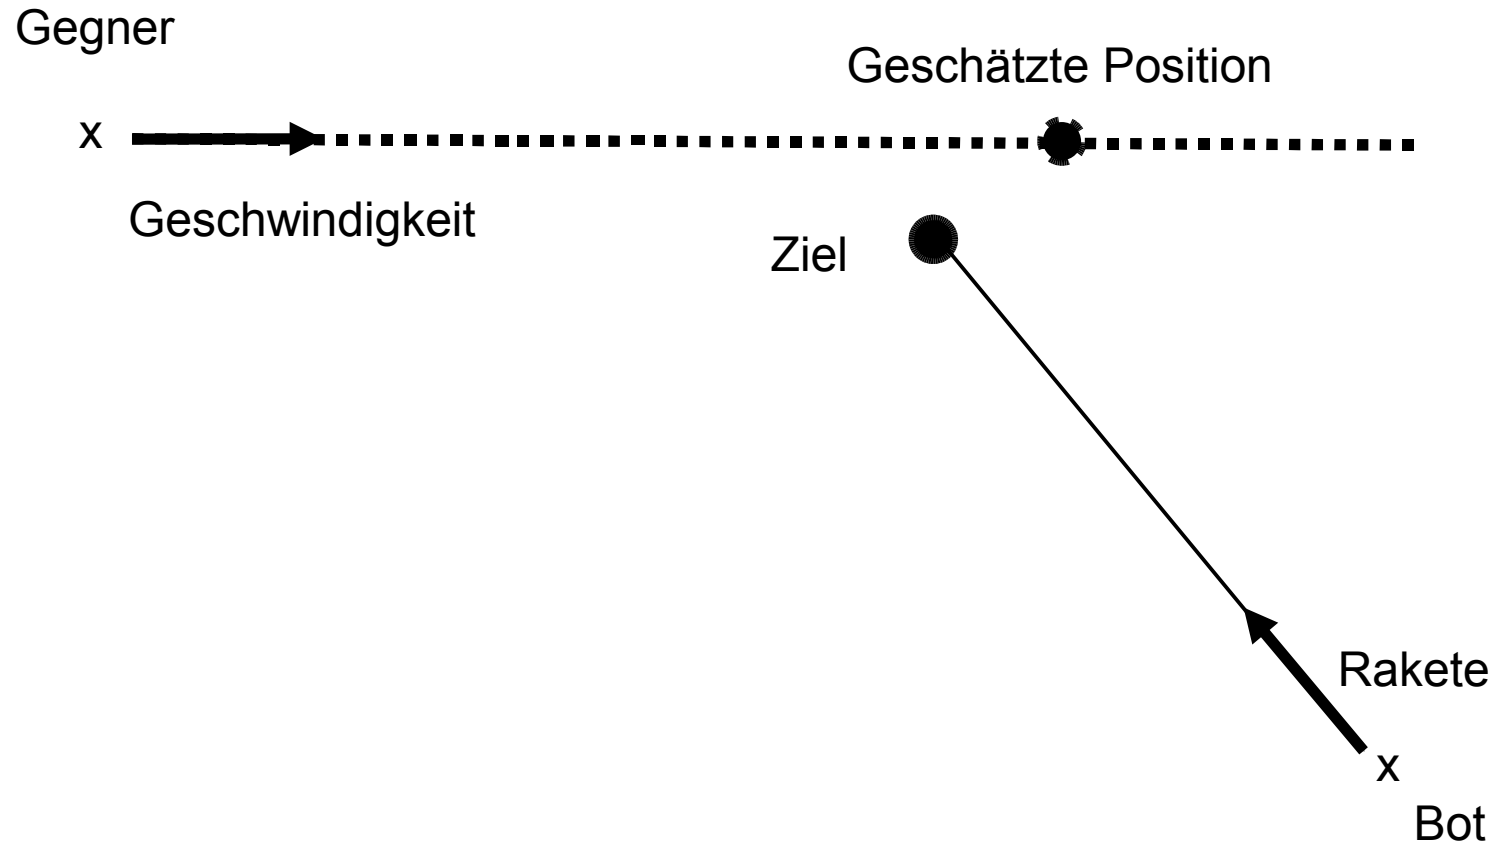 Gegner
Geschätzte Position
x
Geschwindigkeit
Ziel
Rakete
x
Bot